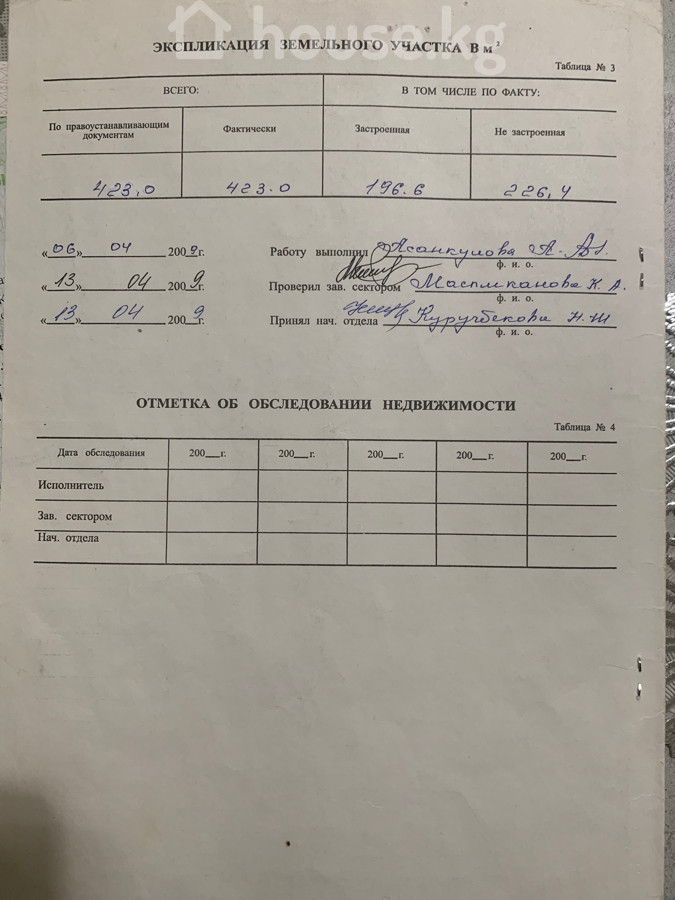 house.kg
ЭКСПЛИКАЦИЯ ЗЕМЕЛЬНОГО УЧАСТКА В м²
Таблица № 3
ВСЕГО: В ТОМ ЧИСЛЕ ПО ФАКТУ:
По правоустанавливающим документам Фактически Застроенная Не застроенная
423,0 423.0 196.6 226,4
«06» 04 2009г. Работу выполнил Асанкулова А.
ф. и. о.
«13» 04 2009г. Проверил зав. сектором К. А.
ф. и. о.
«13» 04 2009г. Принял нач. отдела Н.Ш
ф. и. о.
ОТМЕТКА ОБ ОБСЛЕДОВАНИИ НЕДВИЖИМОСТИ
Таблица № 4
Дата обследования 200__г. 200__г. 200__г. 200__г. 200__г.
Исполнитель
Зав. сектором
Нач. отдела